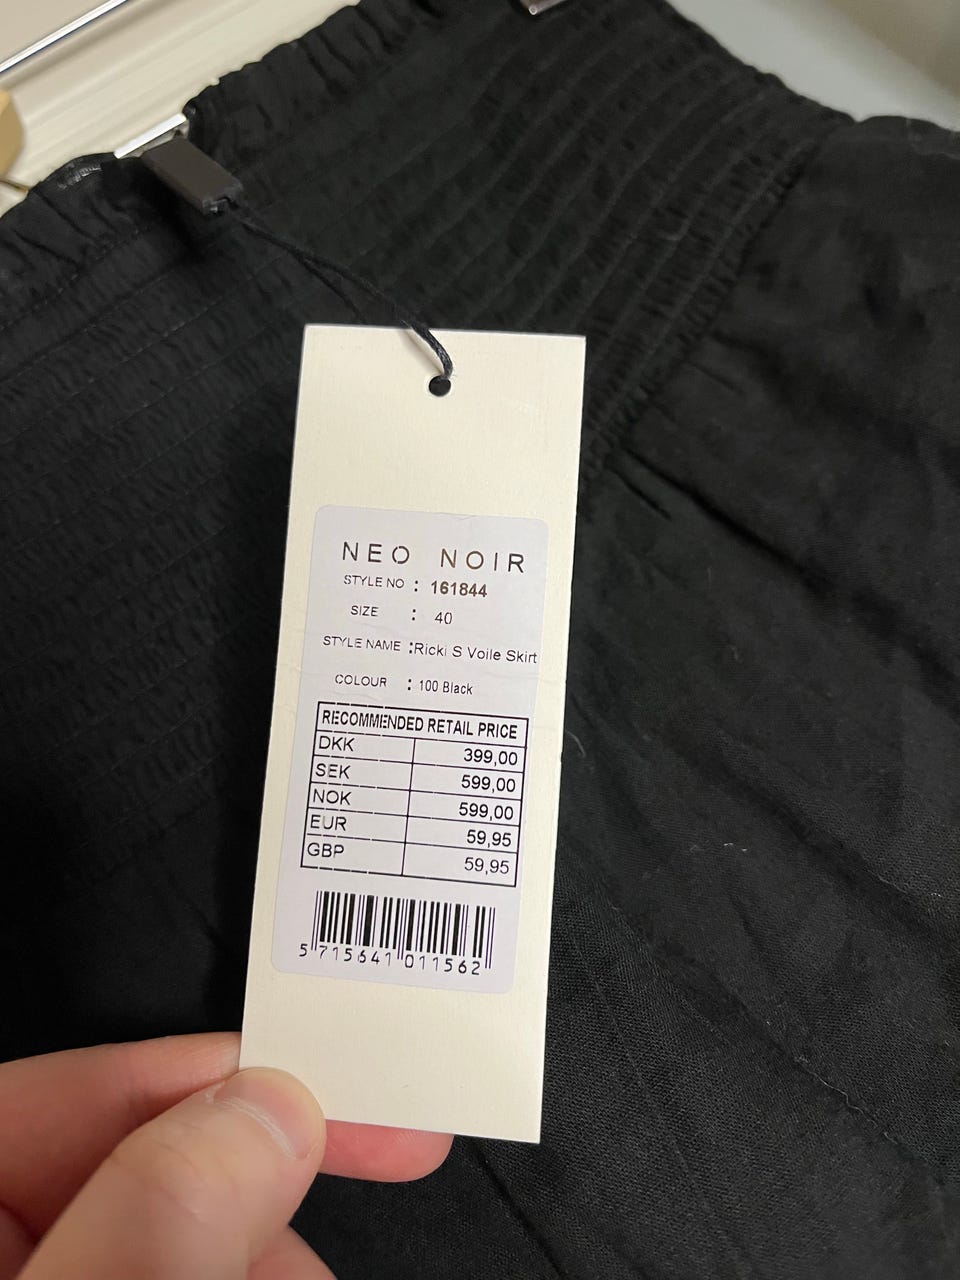 NEO NOIR
STYLE NO : 161844
SIZE : 40
STYLE NAME :Ricki S Voile Skirt
COLOUR : 100 Black
RECOMMENDED RETAIL PRICE
DKK 399,00
SEK 599,00
NOK 599,00
EUR 59,95
GBP 59,95
5 715641 011562